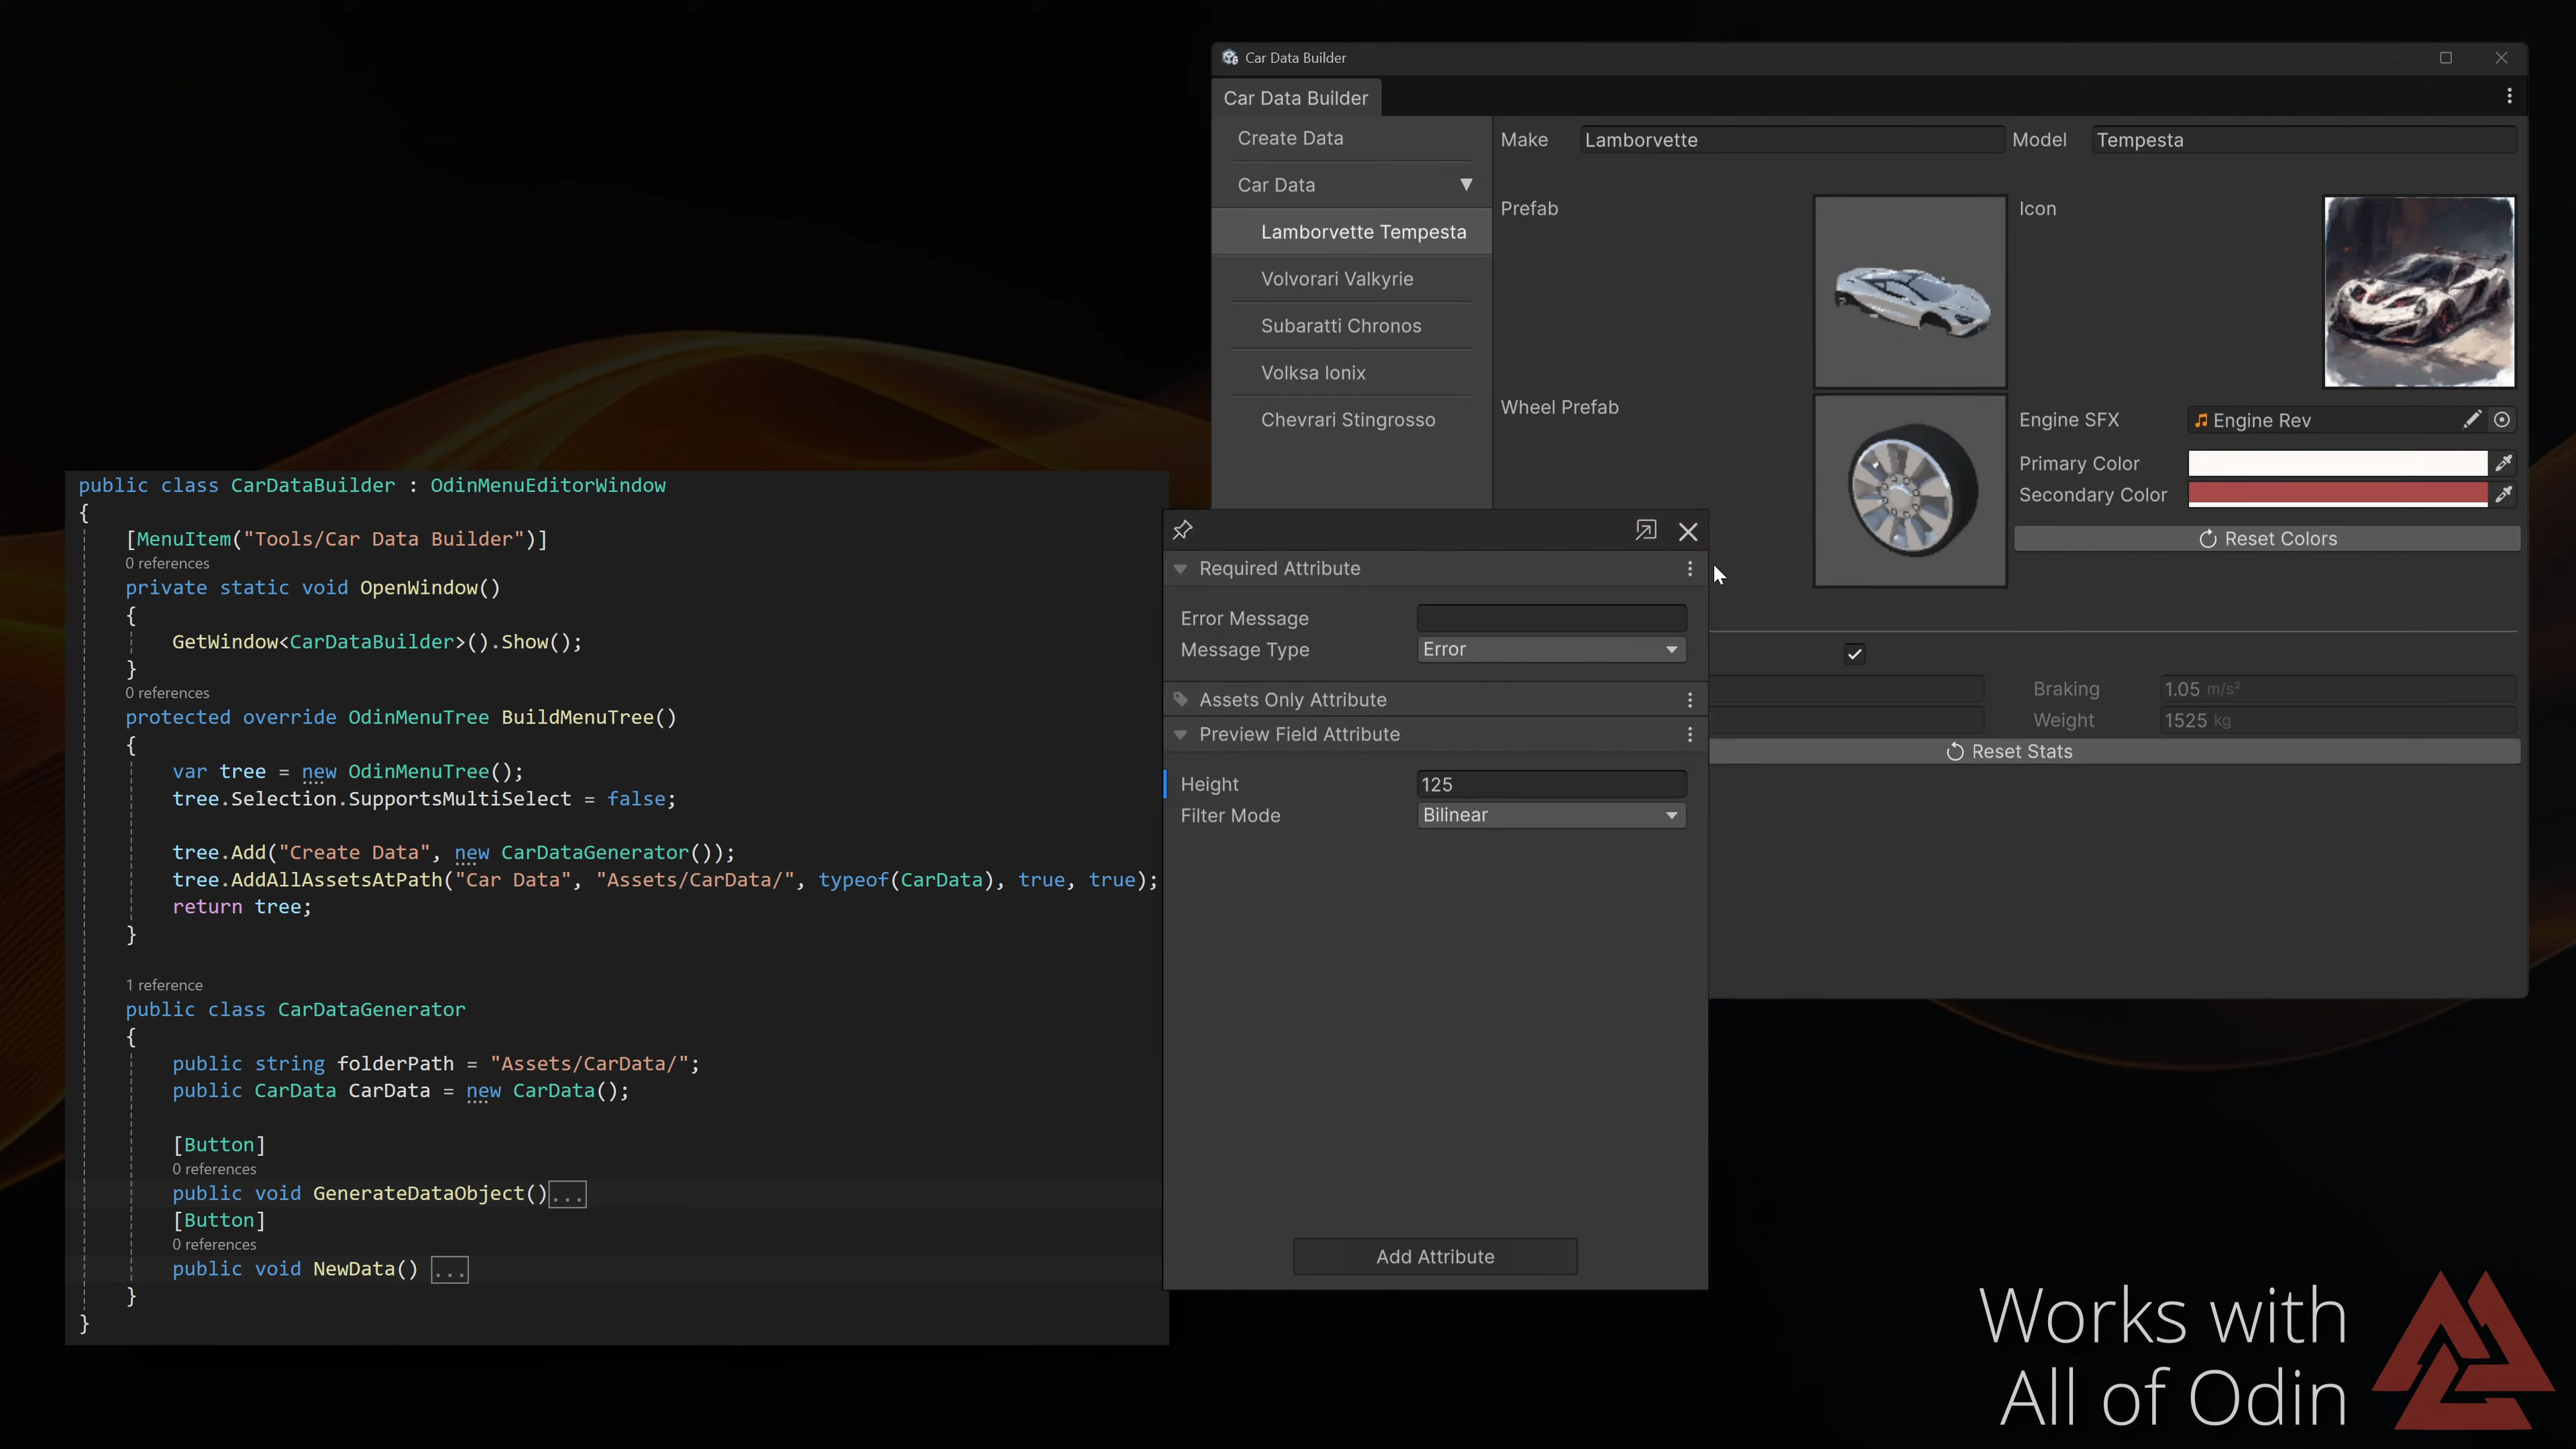 public class CarDataBuilder : OdinMenuEditorWindow
{
[MenuItem("Tools/Car Data Builder")]
0 references
private static void OpenWindow()
{
GetWindow<CarDataBuilder>().Show();
}
0 references
protected override OdinMenuTree BuildMenuTree()
{
var tree = new OdinMenuTree();
tree.Selection.SupportsMultiSelect = false;
tree.Add("Create Data", new CarDataGenerator());
tree.AddAllAssetsAtPath("Car Data", "Assets/CarData/", typeof(CarData), true, true);
return tree;
}
1 reference
public class CarDataGenerator
{
public string folderPath = "Assets/CarData/";
public CarData CarData = new CarData();
[Button]
0 references
public void GenerateDataObject()...
[Button]
0 references
public void NewData() ...
}
}
Car Data Builder
Car Data Builder
Create Data
Car Data
Lamborvette Tempesta
Volvorari Valkyrie
Subaratti Chronos
Volksa Ionix
Chevrari Stingrosso
Make Lamborvette Model Tempesta
Prefab
Icon
Wheel Prefab
Engine SFX Engine Rev
Primary Color
Secondary Color
Reset Colors
Braking 1.05 m/s²
Weight 1525 kg
Reset Stats
Required Attribute
Error Message
Message Type Error
Assets Only Attribute
Preview Field Attribute
Height 125
Filter Mode Bilinear
Add Attribute
Works with
All of Odin